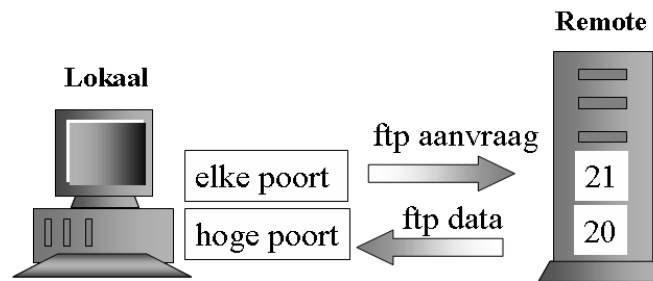 Remote
Lokaal
ftp aanvraag
elke poort
21
ftp data
hoge poort
20